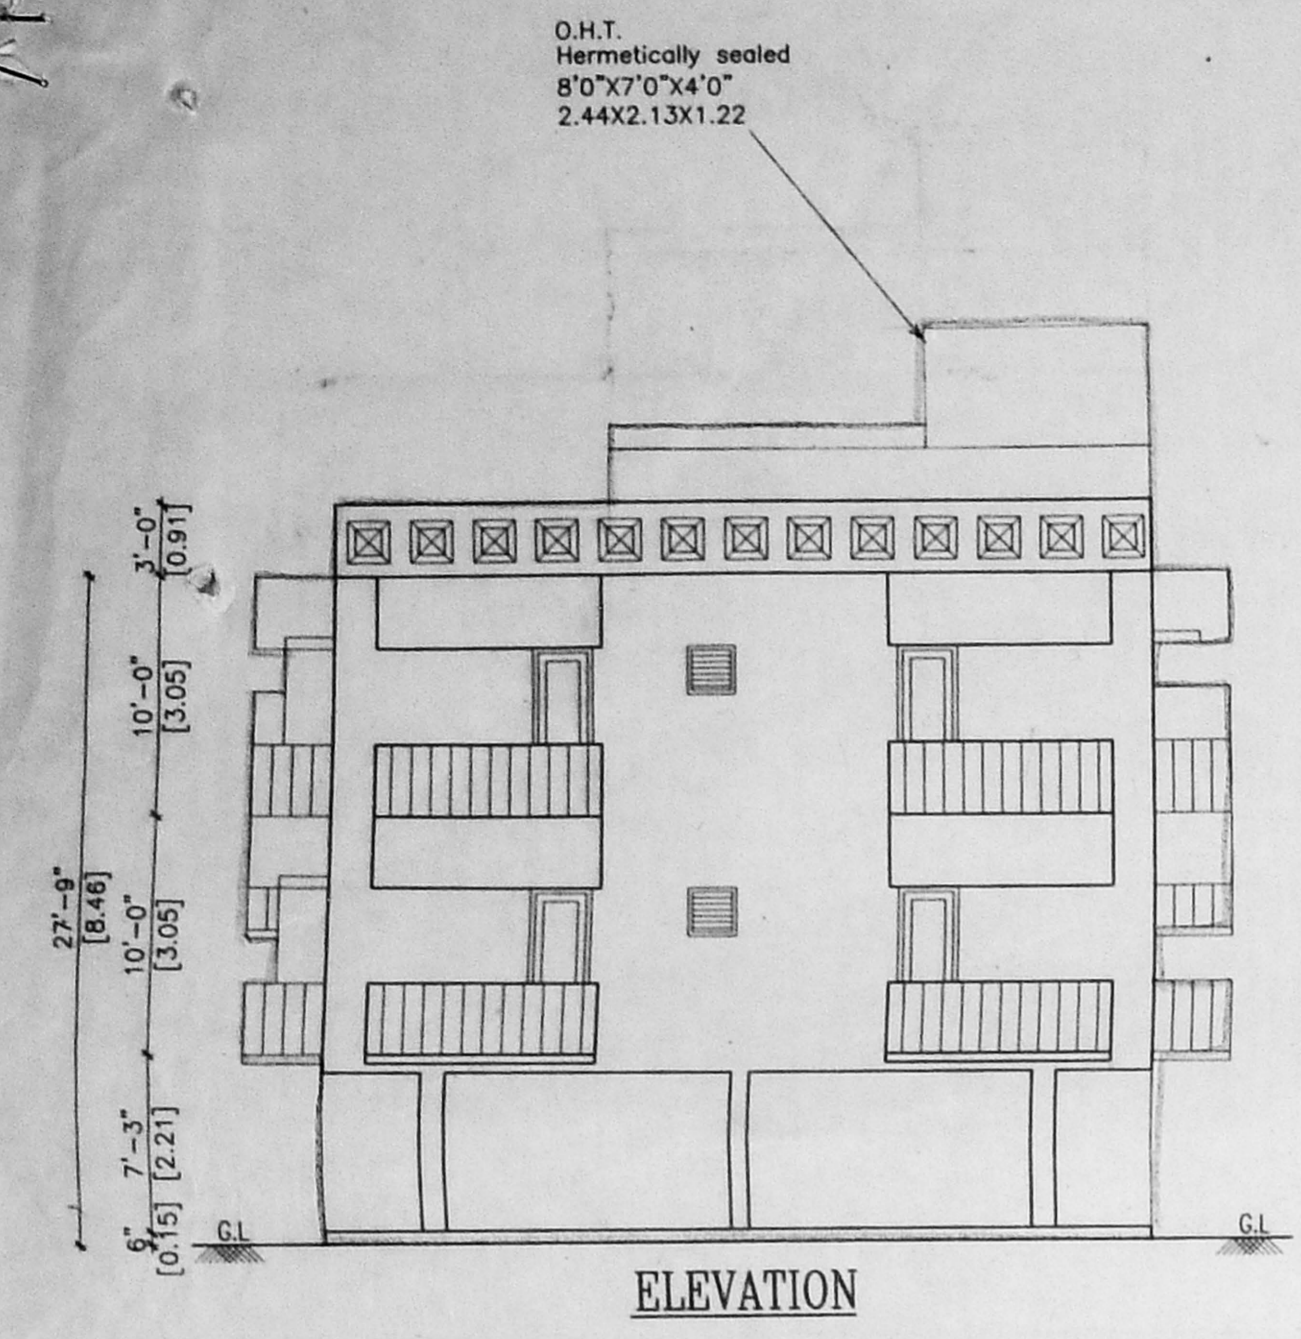 O.H.T.
Hermetically sealed
8'0"X7'0"X4'0"
2.44X2.13X1.22
3'-0"
[0.91]
10'-0"
[3.05]
27'-9"
[8.46]
10'-0"
[3.05]
7'-3"
[2.21]
6"
[0.15]
G.L
G.L
ELEVATION